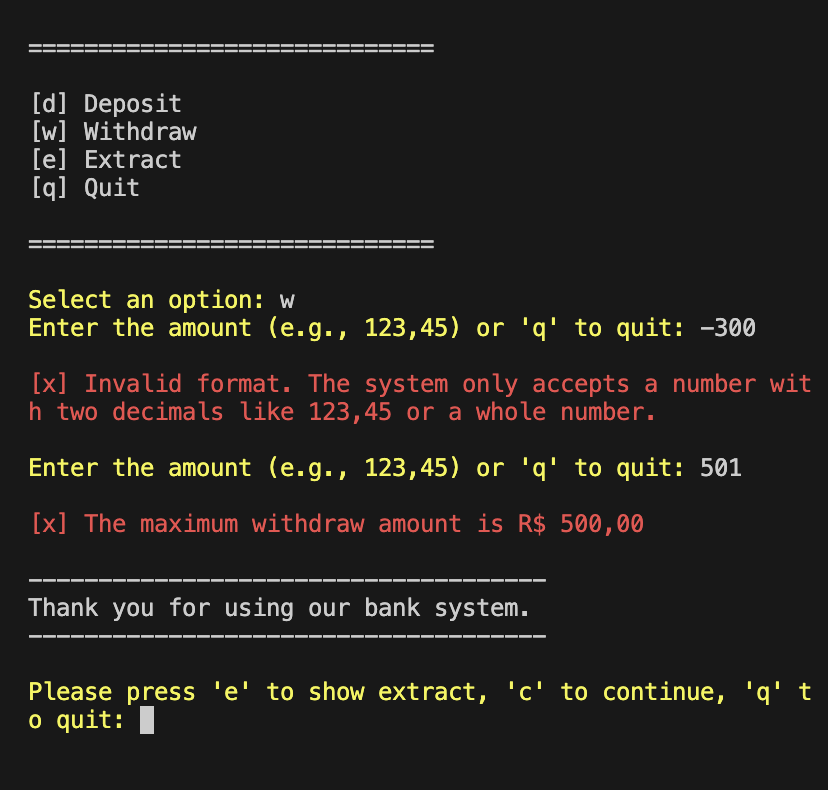 =============================
[d] Deposit
[w] Withdraw
[e] Extract
[q] Quit
=============================
Select an option: w
Enter the amount (e.g., 123,45) or 'q' to quit: -300
[x] Invalid format. The system only accepts a number wit
h two decimals like 123,45 or a whole number.
Enter the amount (e.g., 123,45) or 'q' to quit: 501
[x] The maximum withdraw amount is R$ 500,00
-------------------------------------
Thank you for using our bank system.
-------------------------------------
Please press 'e' to show extract, 'c' to continue, 'q' t
o quit: